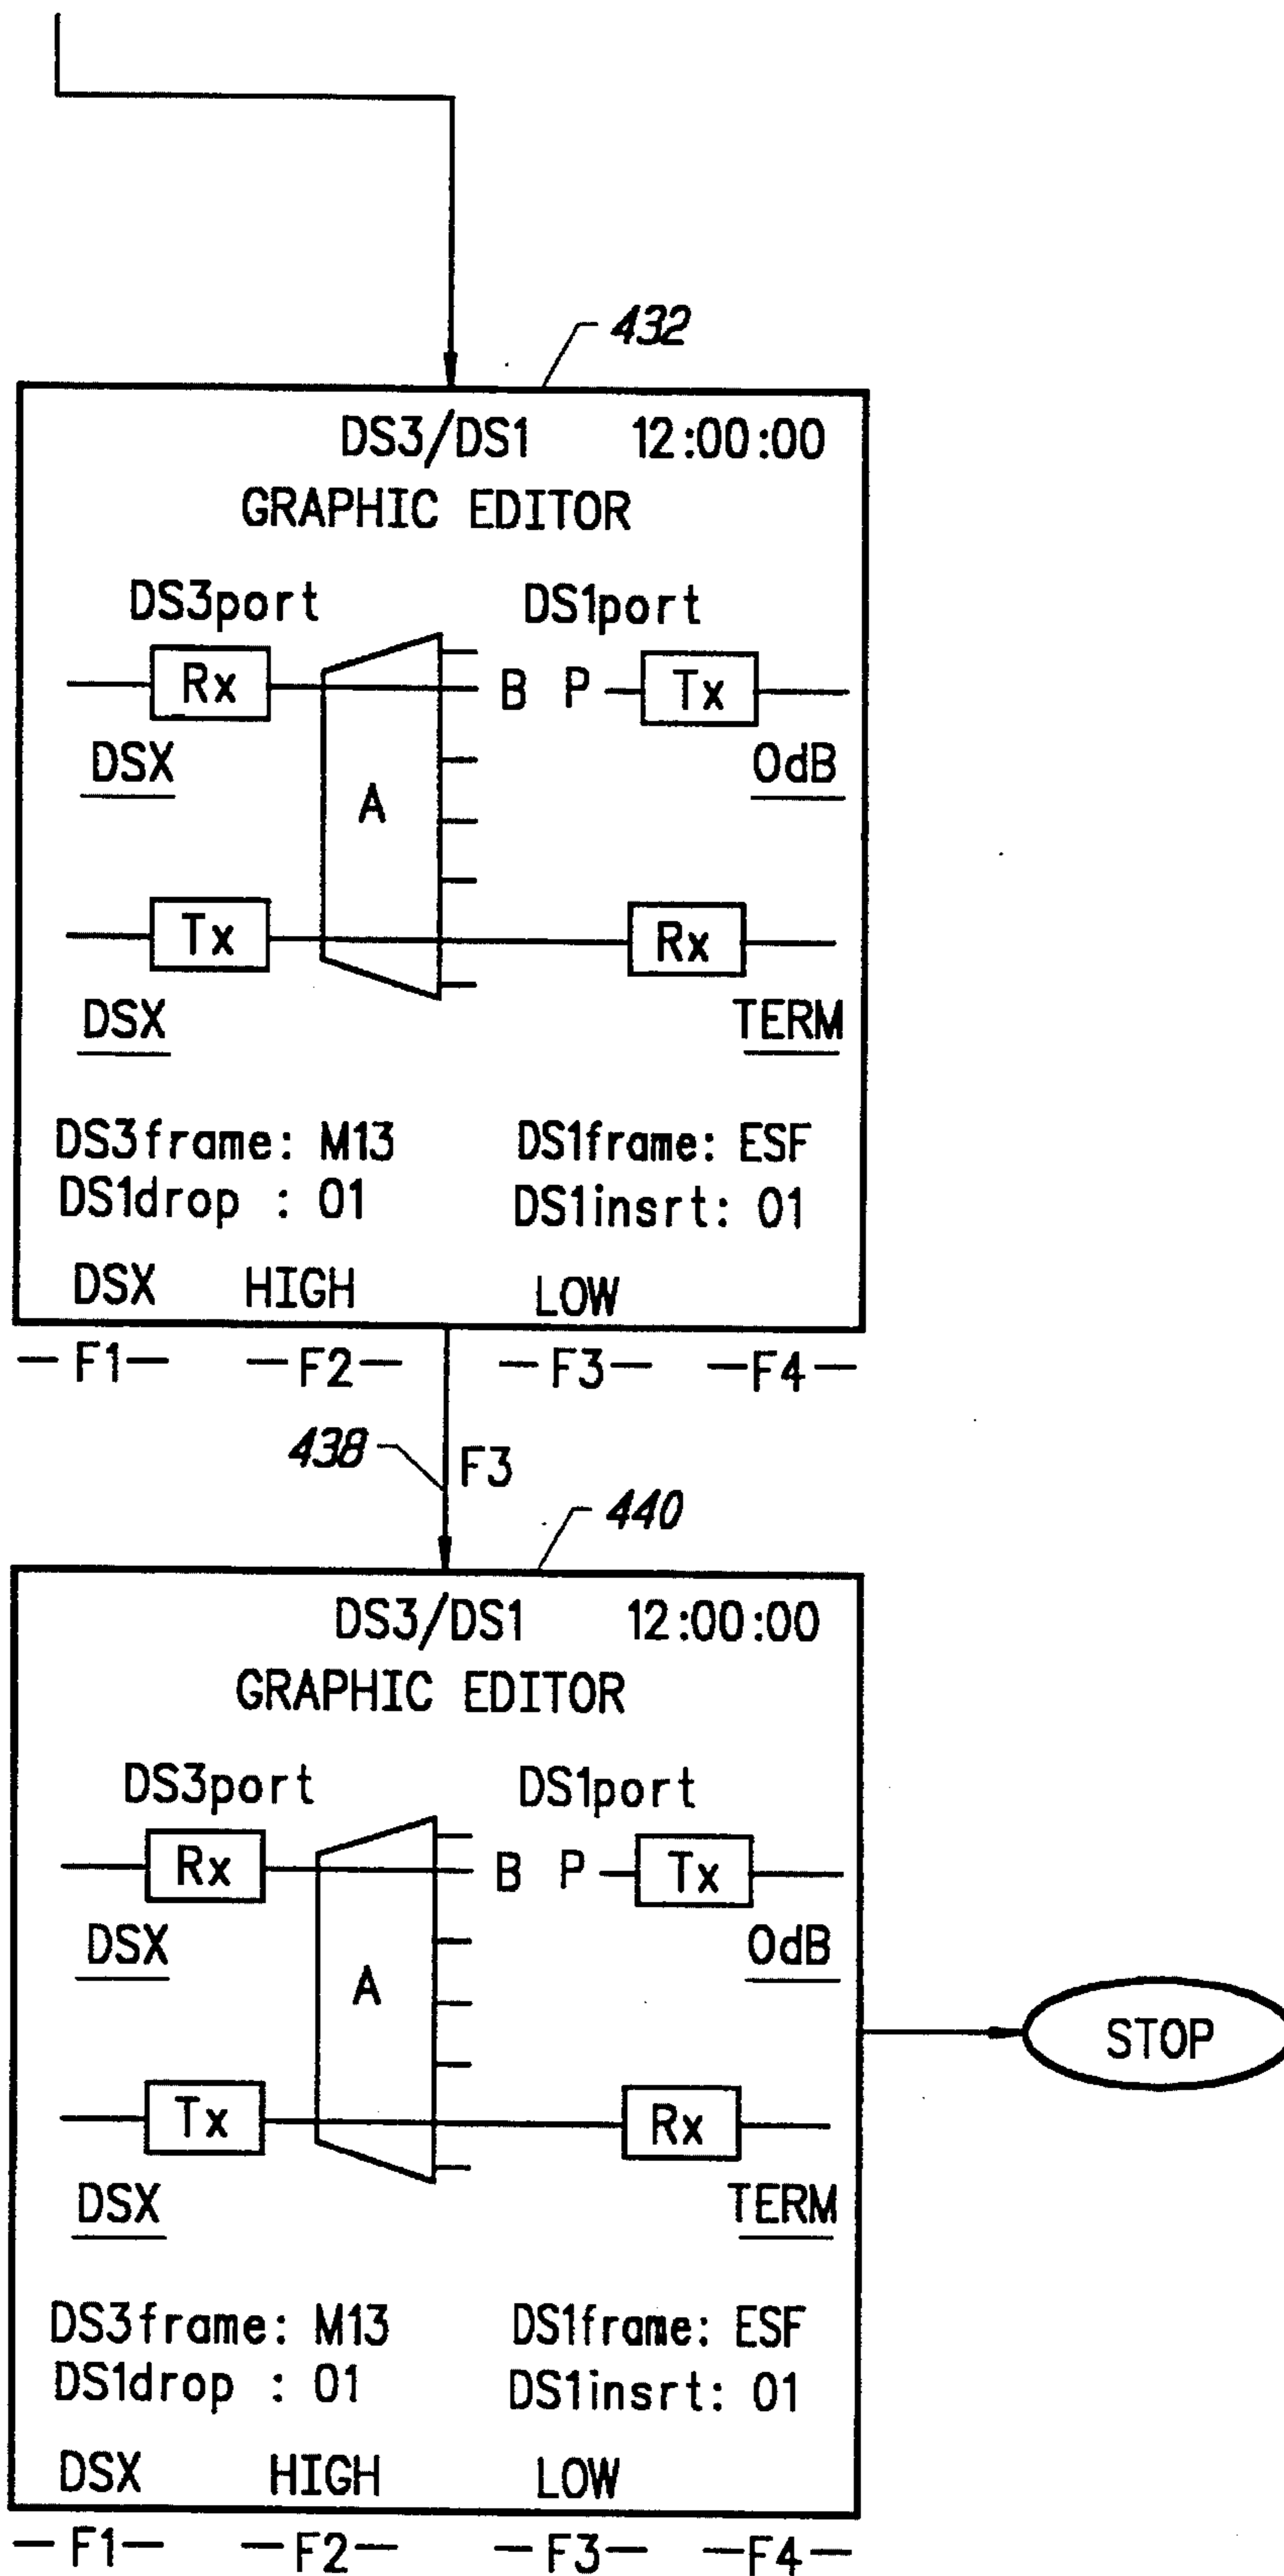 432
DS3/DS1 12:00:00
GRAPHIC EDITOR
DS3port DS1port
Rx B P Tx
DSX 0dB
A
Tx Rx
DSX TERM
DS3frame: M13 DS1frame: ESF
DS1drop : 01 DS1insrt: 01
DSX HIGH LOW
F1 F2 F3 F4
438 F3
440
DS3/DS1 12:00:00
GRAPHIC EDITOR
DS3port DS1port
Rx B P Tx
DSX 0dB
A
STOP
Tx Rx
DSX TERM
DS3frame: M13 DS1frame: ESF
DS1drop : 01 DS1insrt: 01
DSX HIGH LOW
F1 F2 F3 F4